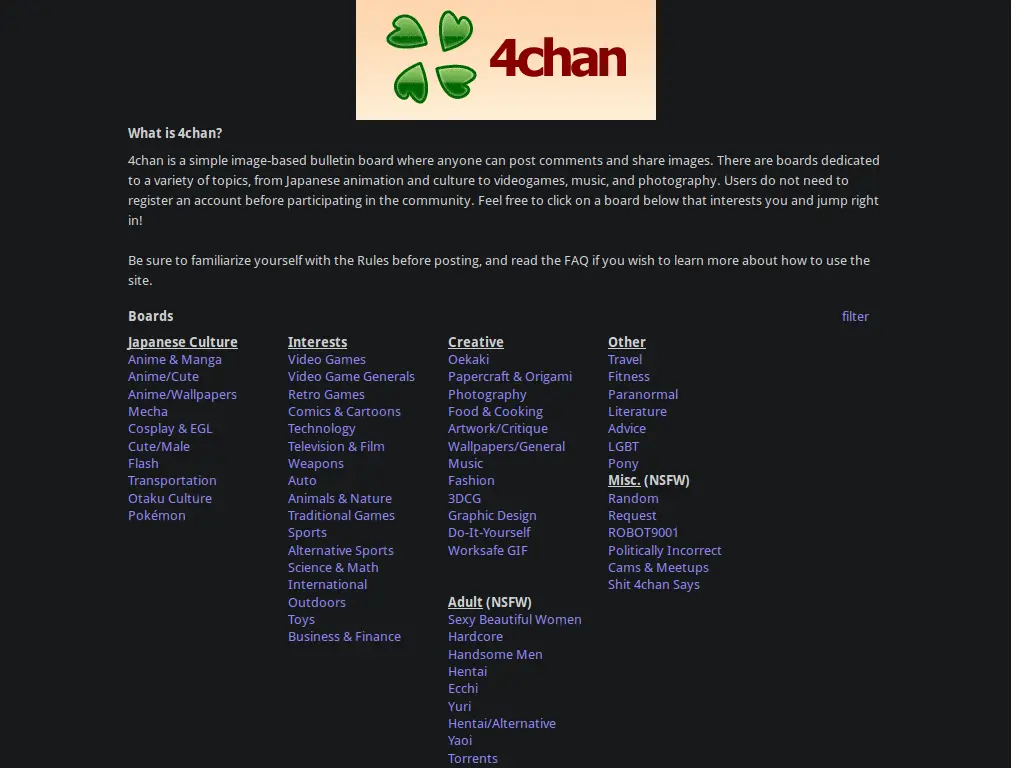 4chan
What is 4chan?
4chan is a simple image-based bulletin board where anyone can post comments and share images. There are boards dedicated
to a variety of topics, from Japanese animation and culture to videogames, music, and photography. Users do not need to
register an account before participating in the community. Feel free to click on a board below that interests you and jump right
in!
Be sure to familiarize yourself with the Rules before posting, and read the FAQ if you wish to learn more about how to use the
site.
Boards
filter
Japanese Culture
Anime & Manga
Anime/Cute
Anime/Wallpapers
Mecha
Cosplay & EGL
Cute/Male
Flash
Transportation
Otaku Culture
Pokémon
Interests
Video Games
Video Game Generals
Retro Games
Comics & Cartoons
Technology
Television & Film
Weapons
Auto
Animals & Nature
Traditional Games
Sports
Alternative Sports
Science & Math
International
Outdoors
Toys
Business & Finance
Creative
Oekaki
Papercraft & Origami
Photography
Food & Cooking
Artwork/Critique
Wallpapers/General
Music
Fashion
3DCG
Graphic Design
Do-It-Yourself
Worksafe GIF
Adult (NSFW)
Sexy Beautiful Women
Hardcore
Handsome Men
Hentai
Ecchi
Yuri
Hentai/Alternative
Yaoi
Torrents
Other
Travel
Fitness
Paranormal
Literature
Advice
LGBT
Pony
Misc. (NSFW)
Random
Request
ROBOT9001
Politically Incorrect
Cams & Meetups
Shit 4chan Says